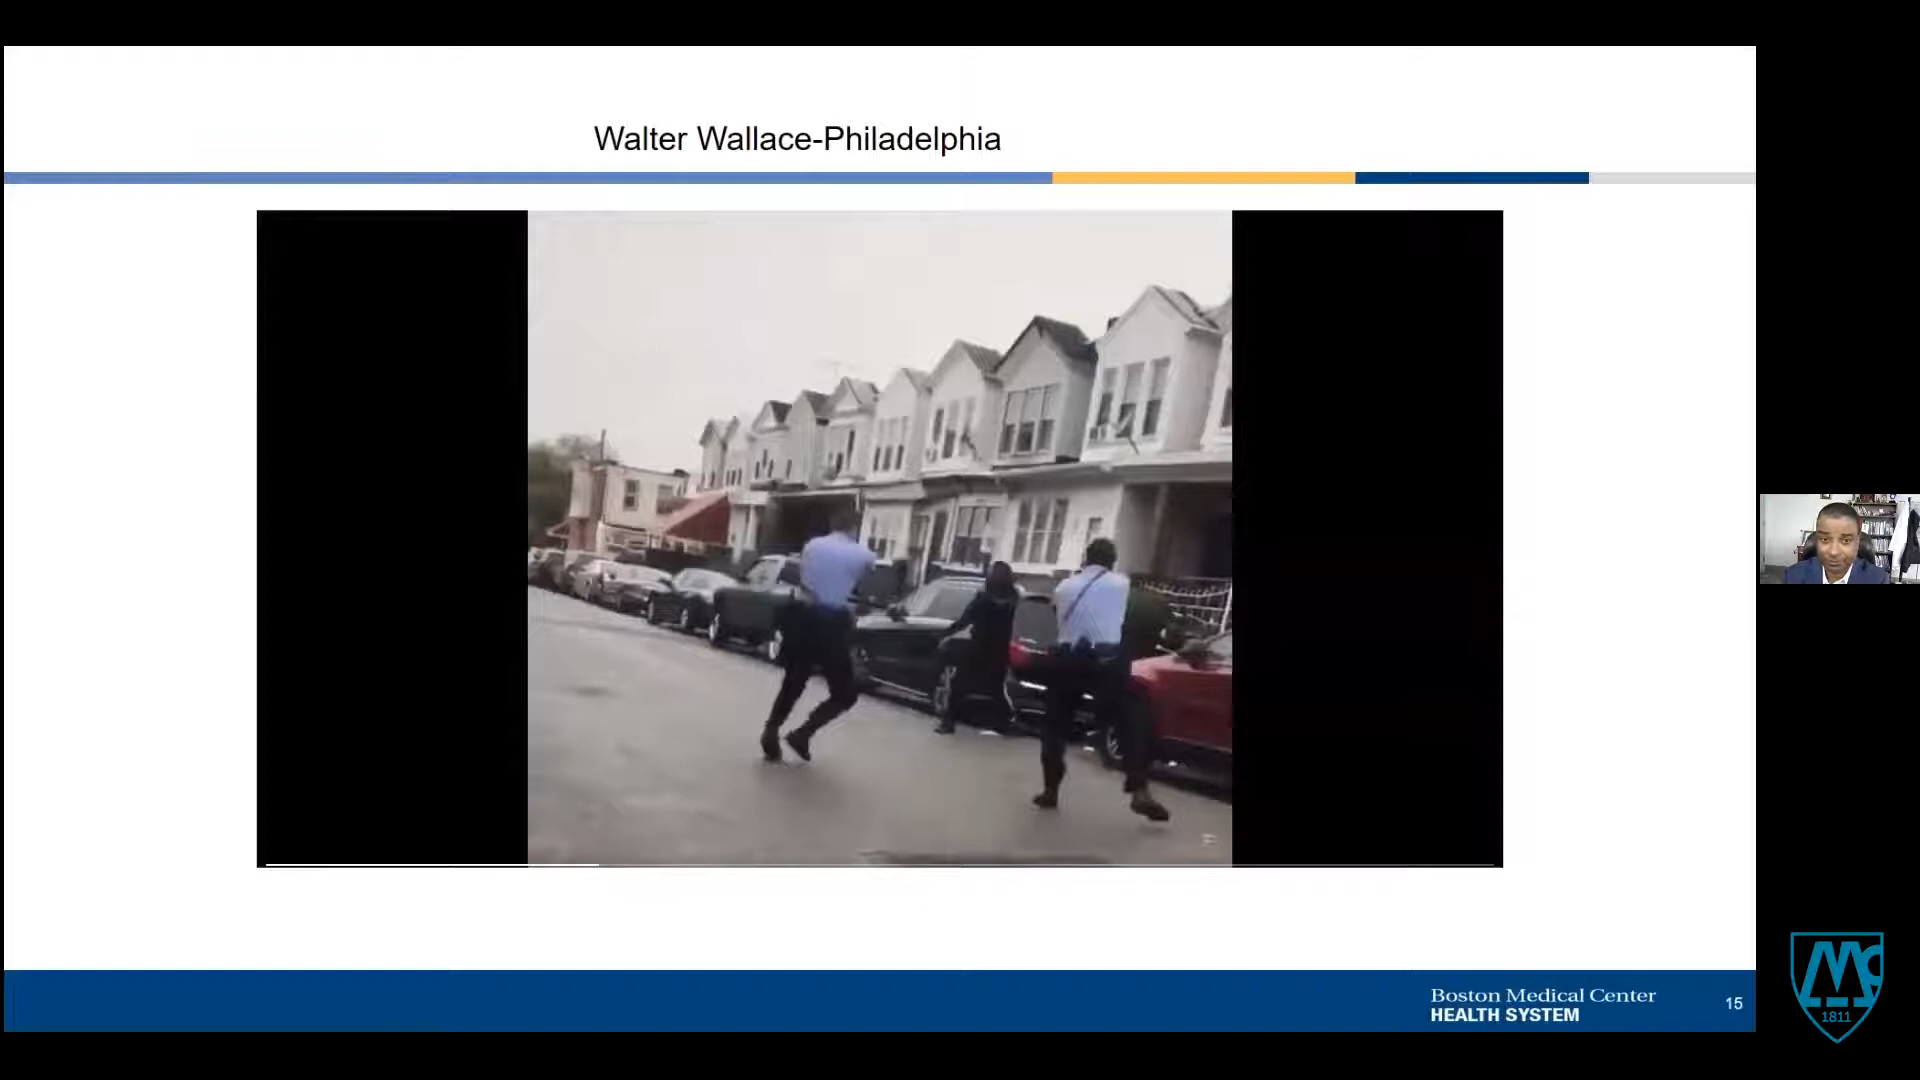 Walter Wallace-Philadelphia
Boston Medical Center
HEALTH SYSTEM
15
1811